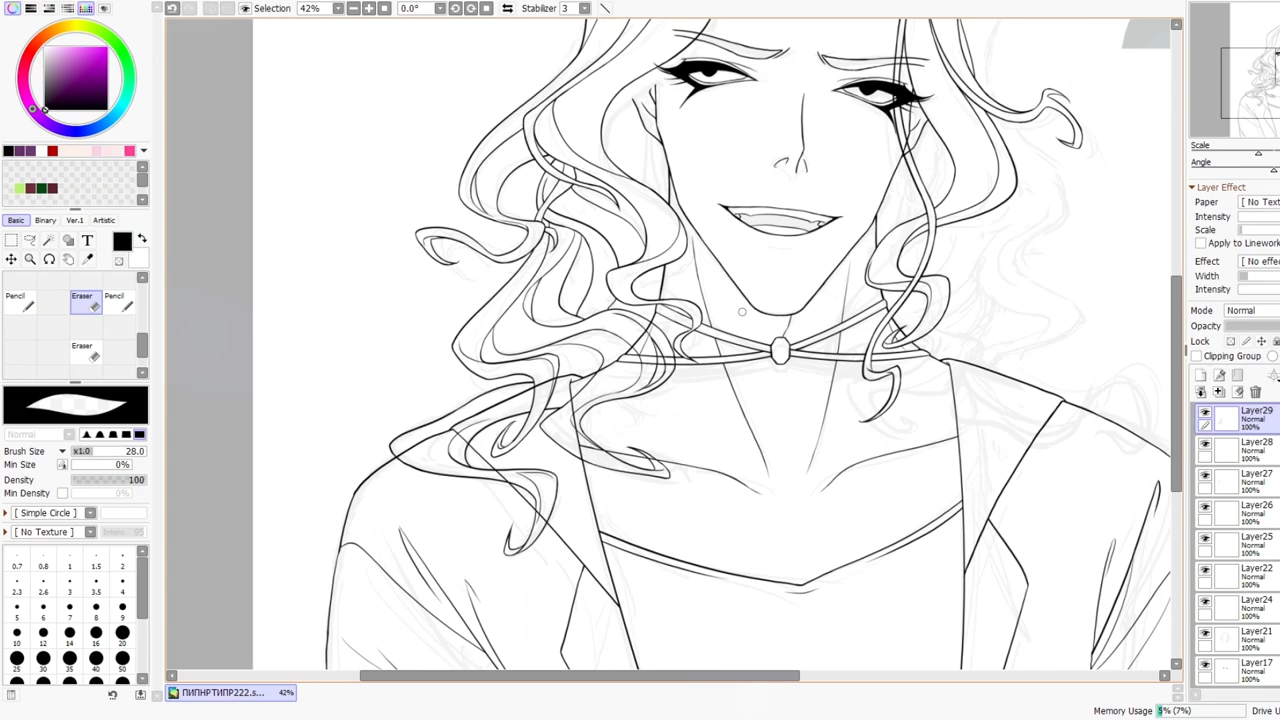 Selection 42% 0.0° Stabilizer 3
Basic Binary Ver.1 Artistic
Pencil Eraser Pencil
Eraser
Normal
Brush Size x1.0 28.0
Min Size 0%
Density 100
Min Density 0%
[ Simple Circle ]
[ No Texture ]
0.7 0.8 1 1.5 2
2.3 2.6 3 3.5 4
5 6 7 8 9
10 12 14 16 20
25 30 35 40 50
ПИПНРТИПР222.s... 42%
Scale
Angle
Layer Effect
Paper [ No Text
Intensity
Scale
Apply to Linework
Effect [ No effec
Width
Intensity
Mode Normal
Opacity
Lock
Clipping Group
Layer29
Normal
100%
Layer28
Normal
100%
Layer27
Normal
100%
Layer26
Normal
100%
Layer25
Normal
100%
Layer22
Normal
100%
Layer24
Normal
100%
Layer21
Normal
100%
Layer17
Normal
100%
Memory Usage 5% (7%) Drive U